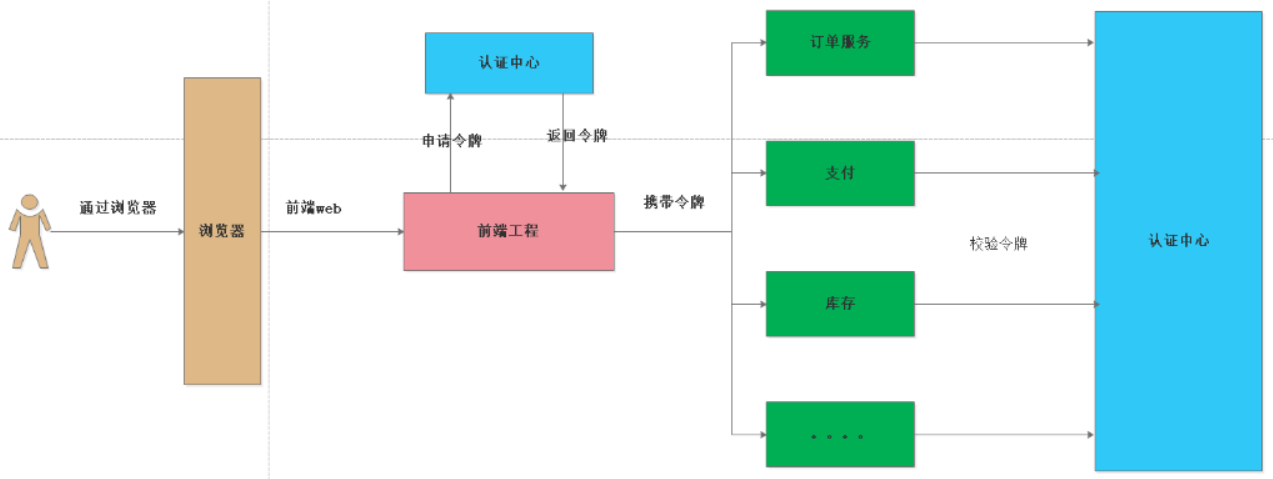 通过浏览器
浏览器
前端web
认证中心
申请令牌
返回令牌
前端工程
携带令牌
订单服务
支付
库存
。。。。
校验令牌
认证中心